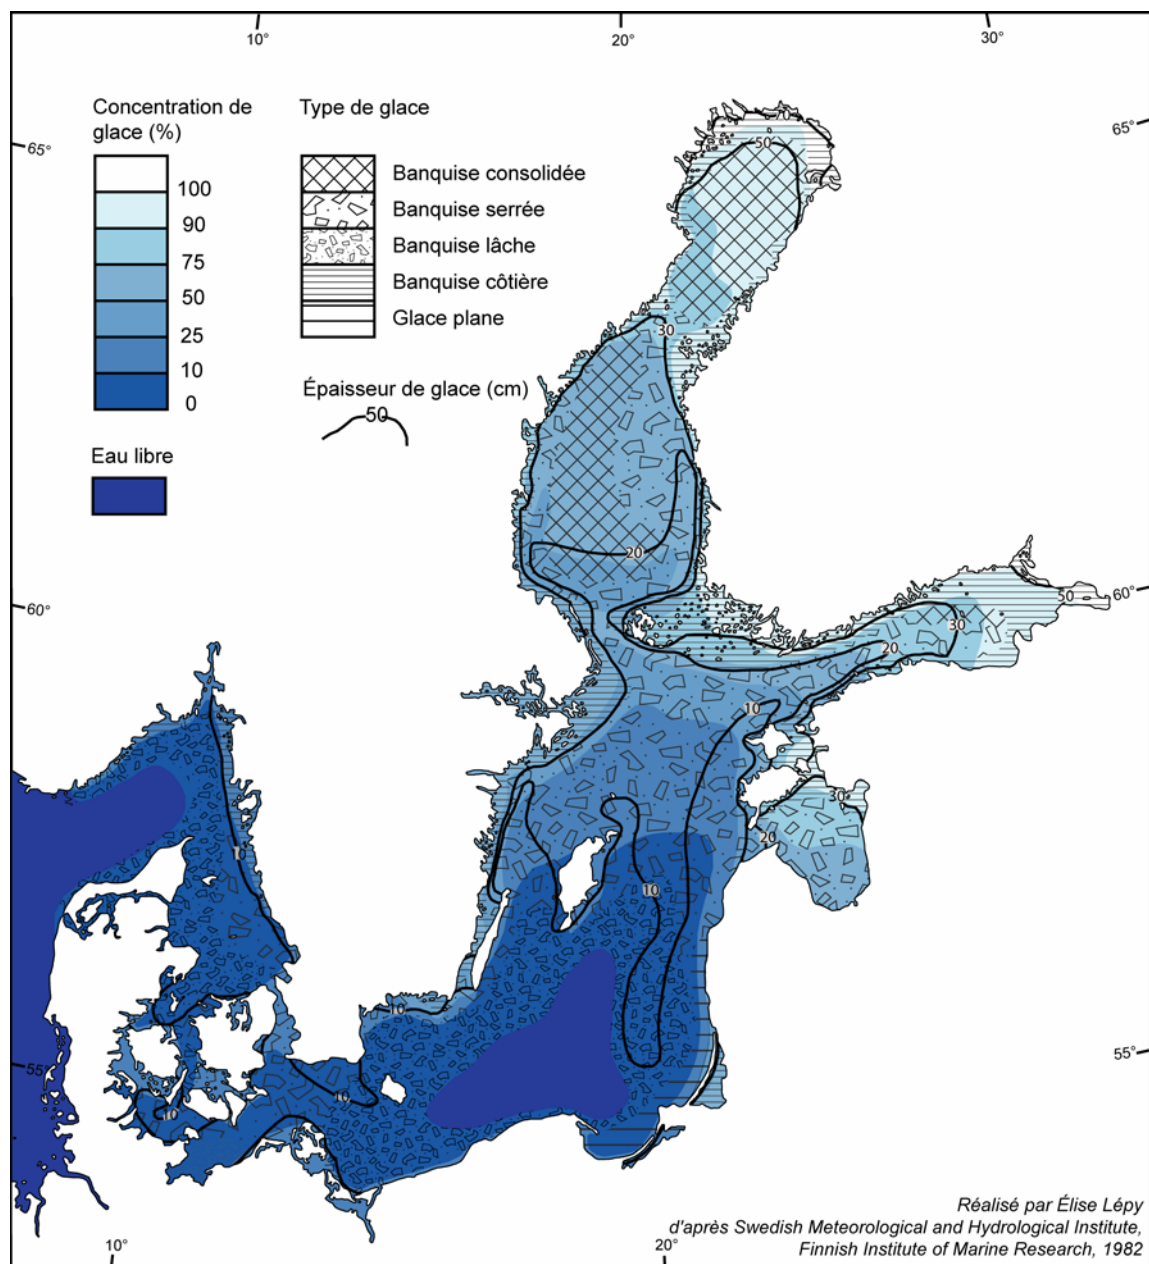 10°
20°
30°
65°
65°
Concentration de
glace (%)
100
90
75
50
25
10
0
Eau libre
Type de glace
Banquise consolidée
Banquise serrée
Banquise lâche
Banquise côtière
Glace plane
Épaisseur de glace (cm)
50
50
30
20
60°
50
60°
30
20
10
30
20
10
10
10
55°
55°
10
10
10°
20°
Réalisé par Élise Lépy
d'après Swedish Meteorological and Hydrological Institute,
Finnish Institute of Marine Research, 1982